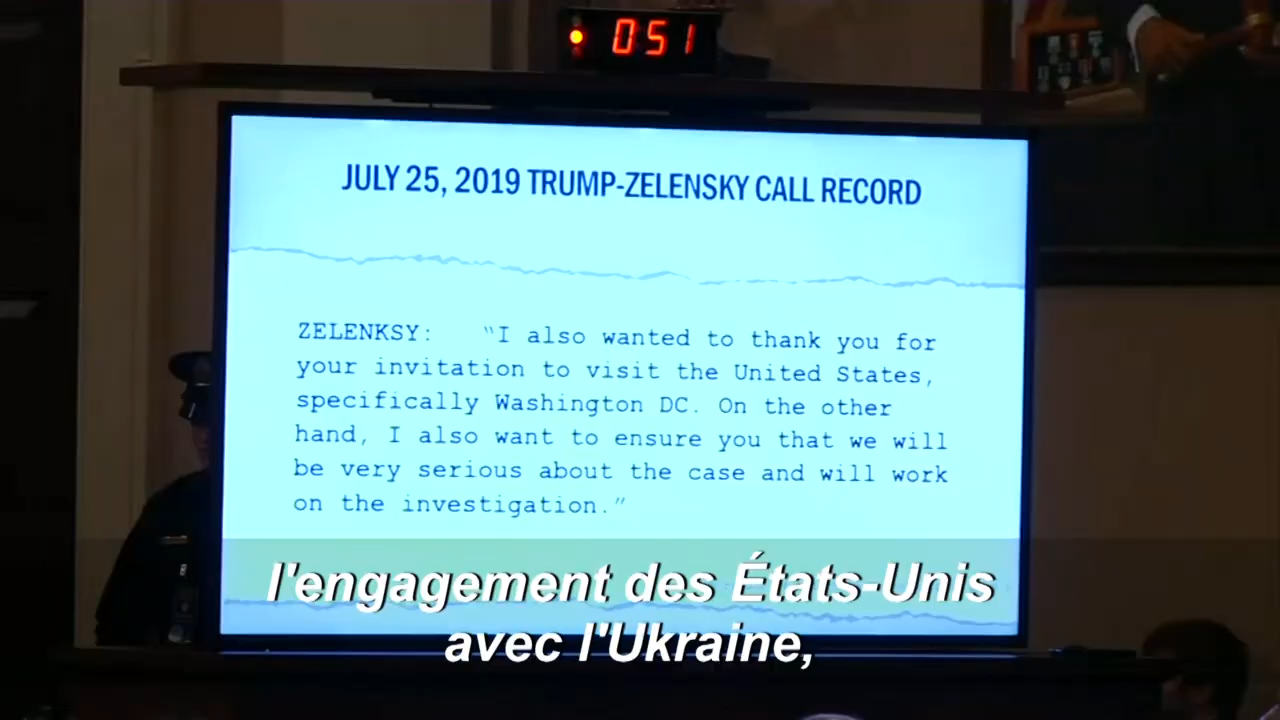 051
JULY 25, 2019 TRUMP-ZELENSKY CALL RECORD
ZELENKSY: "I also wanted to thank you for
your invitation to visit the United States,
specifically Washington DC. On the other
hand, I also want to ensure you that we will
be very serious about the case and will work
on the investigation."
l'engagement des États-Unis
avec l'Ukraine,